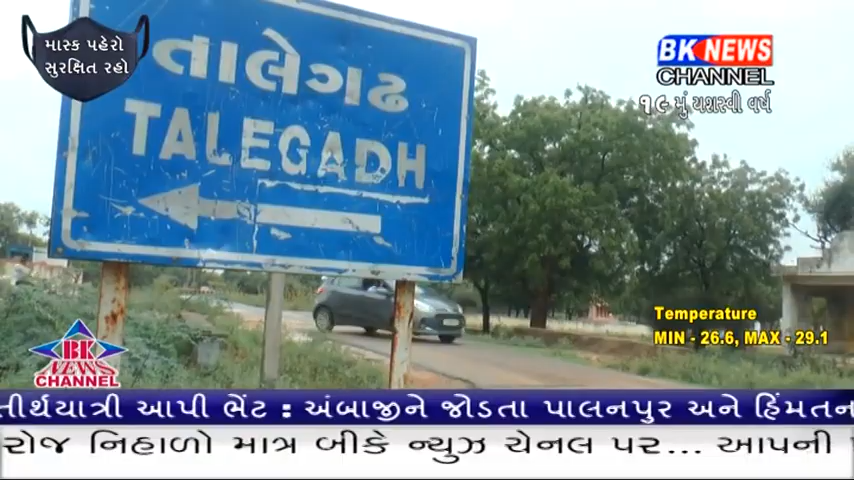 માસ્ક પહેરો
સુરક્ષિત રહો
તાલેગઢ
TALEGADH
BK NEWS
CHANNEL
૧૯ મું યશસ્વી વર્ષ
Temperature
MIN - 26.6, MAX - 29.1
BK
NEWS
CHANNEL
તીર્થયાત્રી આપી ભેંટ : અંબાજીને જોડતા પાલનપુર અને હિંમતન
રોજ નિહાળો માત્ર બીકે ન્યુઝ ચેનલ પર... આપની